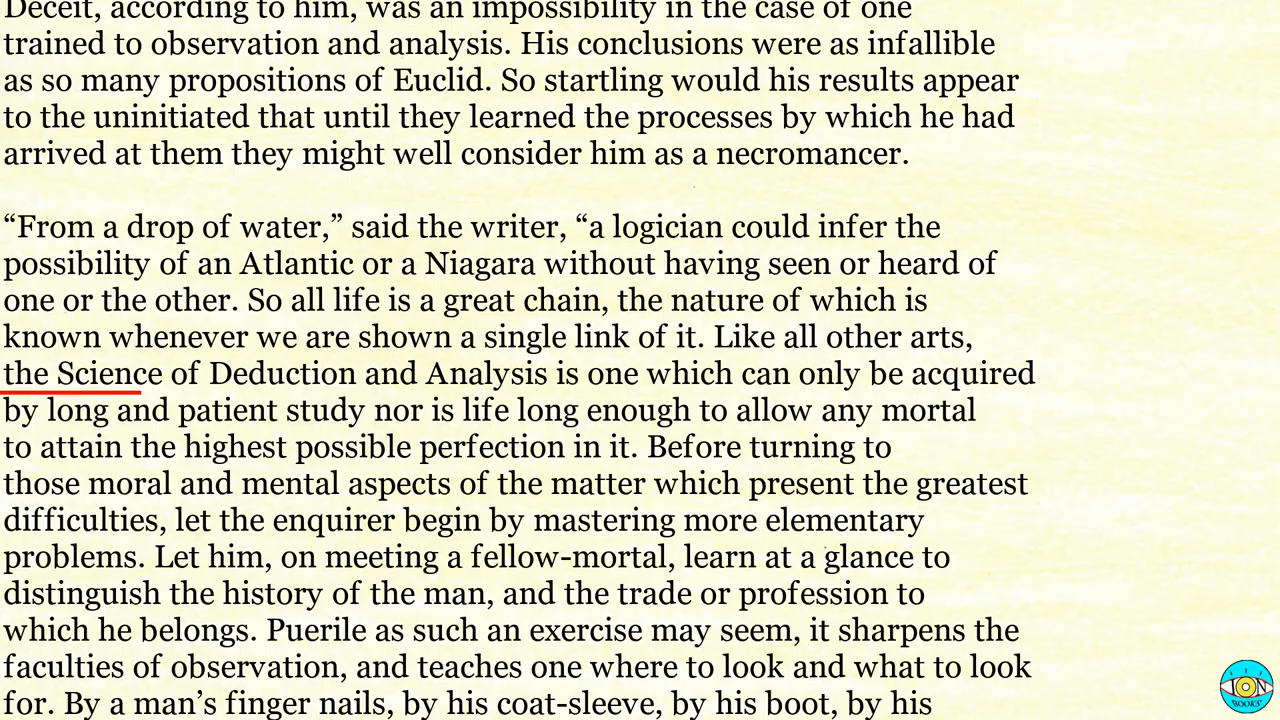 Deceit, according to him, was an impossibility in the case of one
trained to observation and analysis. His conclusions were as infallible
as so many propositions of Euclid. So startling would his results appear
to the uninitiated that until they learned the processes by which he had
arrived at them they might well consider him as a necromancer.
“From a drop of water,” said the writer, “a logician could infer the
possibility of an Atlantic or a Niagara without having seen or heard of
one or the other. So all life is a great chain, the nature of which is
known whenever we are shown a single link of it. Like all other arts,
the Science of Deduction and Analysis is one which can only be acquired
by long and patient study nor is life long enough to allow any mortal
to attain the highest possible perfection in it. Before turning to
those moral and mental aspects of the matter which present the greatest
difficulties, let the enquirer begin by mastering more elementary
problems. Let him, on meeting a fellow-mortal, learn at a glance to
distinguish the history of the man, and the trade or profession to
which he belongs. Puerile as such an exercise may seem, it sharpens the
faculties of observation, and teaches one where to look and what to look
for. By a man’s finger nails, by his coat-sleeve, by his boot, by his
I
ION
BOOKS